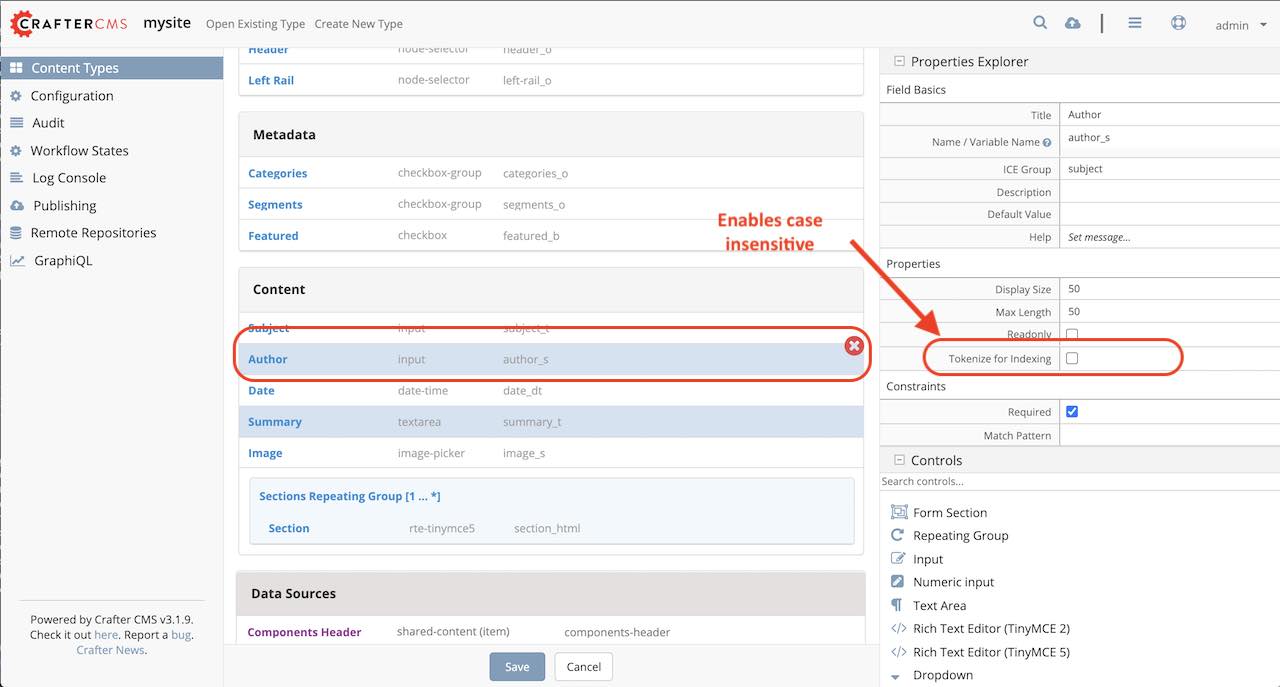 CRAFTERCMS mysite Open Existing Type Create New Type admin
Content Types
Configuration
Audit
Workflow States
Log Console
Publishing
Remote Repositories
GraphiQL
Powered by Crafter CMS v3.1.9.
Check it out here. Report a bug.
Crafter News.
Header node-selector header_o
Left Rail node-selector left-rail_o
Metadata
Categories checkbox-group categories_o
Segments checkbox-group segments_o
Featured checkbox featured_b
Enables case
insensitive
Content
Subject input subject_t
Author input author_s
Date date-time date_dt
Summary textarea summary_t
Image image-picker image_s
Sections Repeating Group [1 ... *]
Section rte-tinymce5 section_html
Data Sources
Components Header shared-content (item) components-header
Save Cancel
Properties Explorer
Field Basics
Title Author
Name / Variable Name author_s
ICE Group subject
Description
Default Value
Help Set message...
Properties
Display Size 50
Max Length 50
Readonly
Tokenize for Indexing
Constraints
Required
Match Pattern
Controls
Search controls...
Form Section
Repeating Group
Input
Numeric input
Text Area
Rich Text Editor (TinyMCE 2)
Rich Text Editor (TinyMCE 5)
Dropdown